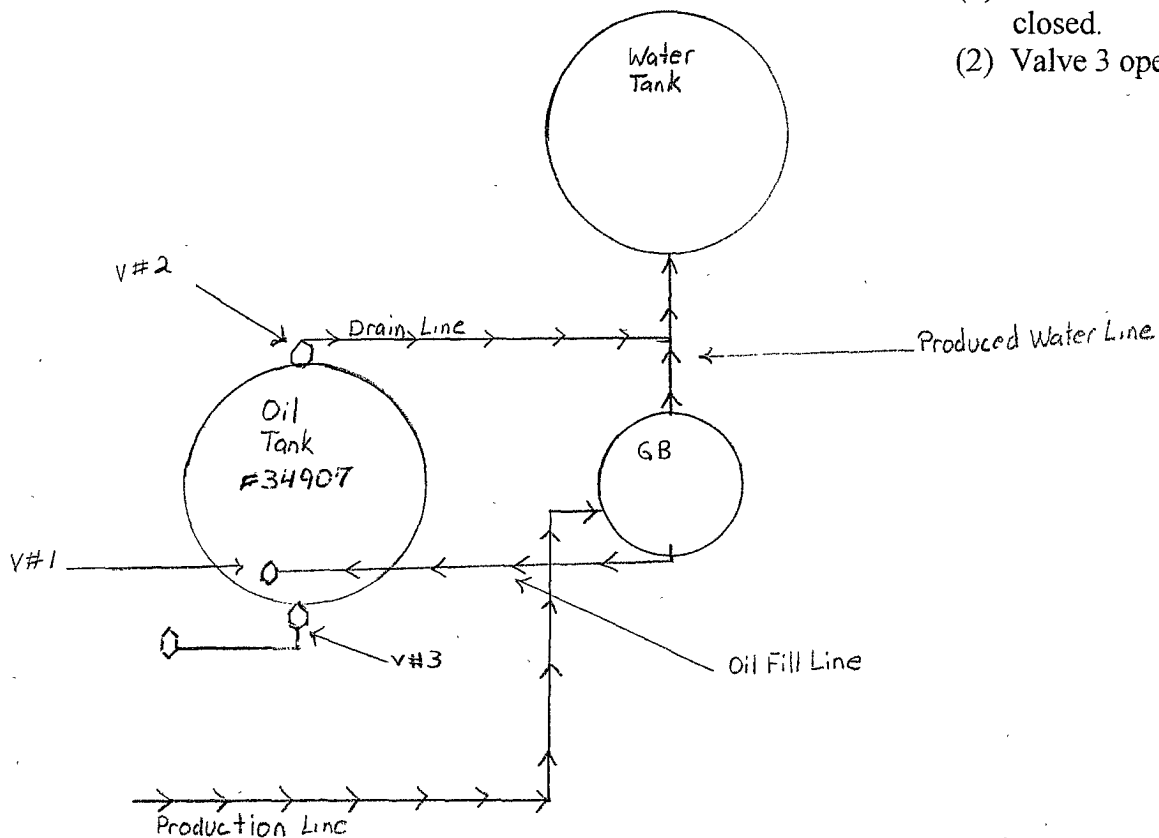 closed.
(2) Valve 3 ope
Water
Tank
V#2
Drain Line
Produced Water Line
Oil
Tank
#34907
GB
V#1
V#3
Oil Fill Line
Production Line